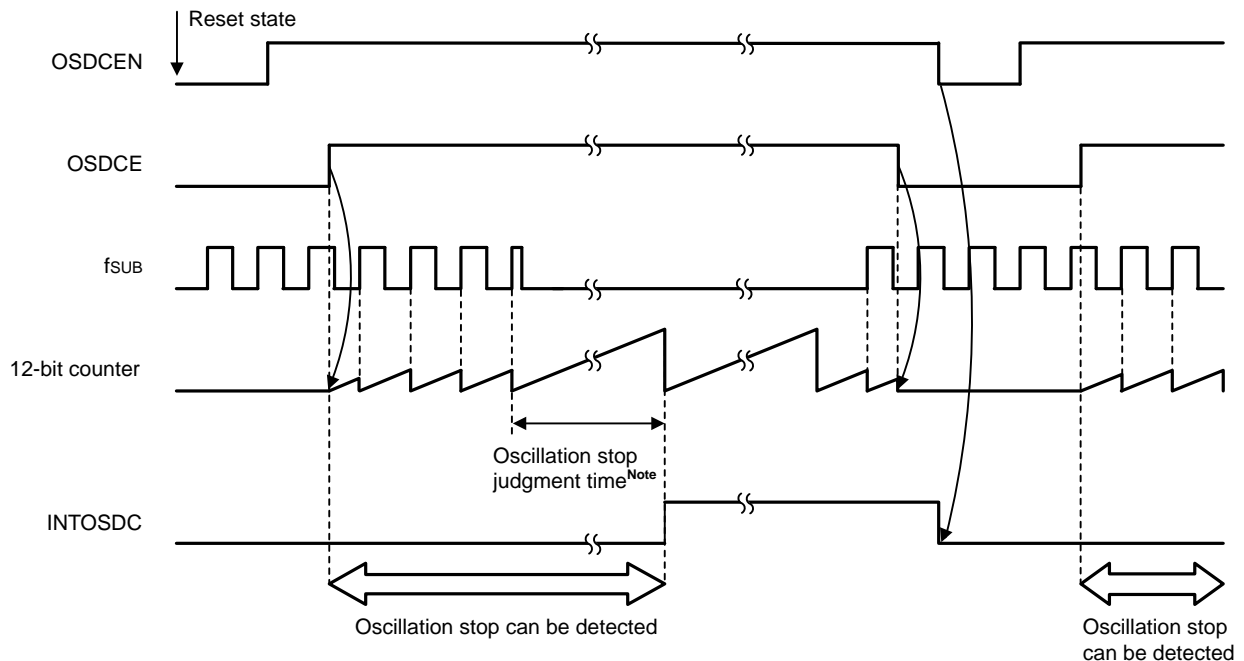 Reset state
OSDCEN
OSDCE
fSUB
12-bit counter
Oscillation stop
judgment timeNote
INTOSDC
Oscillation stop can be detected
Oscillation stop
can be detected